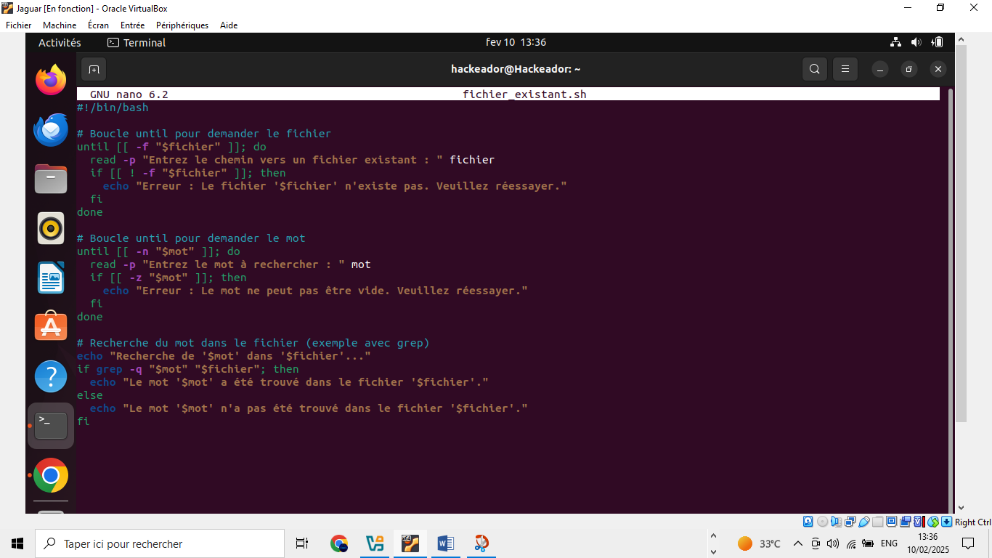 Jaguar [En fonction] - Oracle VirtualBox
Fichier Machine Écran Entrée Périphériques Aide
Activités Terminal fev 10 13:36
hackeador@Hackeador: ~
GNU nano 6.2 fichier_existant.sh
#!/bin/bash
# Boucle until pour demander le fichier
until [[ -f "$fichier" ]]; do
read -p "Entrez le chemin vers un fichier existant : " fichier
if [[ ! -f "$fichier" ]]; then
echo "Erreur : Le fichier '$fichier' n'existe pas. Veuillez réessayer."
fi
done
# Boucle until pour demander le mot
until [[ -n "$mot" ]]; do
read -p "Entrez le mot à rechercher : " mot
if [[ -z "$mot" ]]; then
echo "Erreur : Le mot ne peut pas être vide. Veuillez réessayer."
fi
done
# Recherche du mot dans le fichier (exemple avec grep)
echo "Recherche de '$mot' dans '$fichier'..."
if grep -q "$mot" "$fichier"; then
echo "Le mot '$mot' a été trouvé dans le fichier '$fichier'."
else
echo "Le mot '$mot' n'a pas été trouvé dans le fichier '$fichier'."
fi
Right Ctrl
Taper ici pour rechercher
33°C
ENG
13:36
10/02/2025